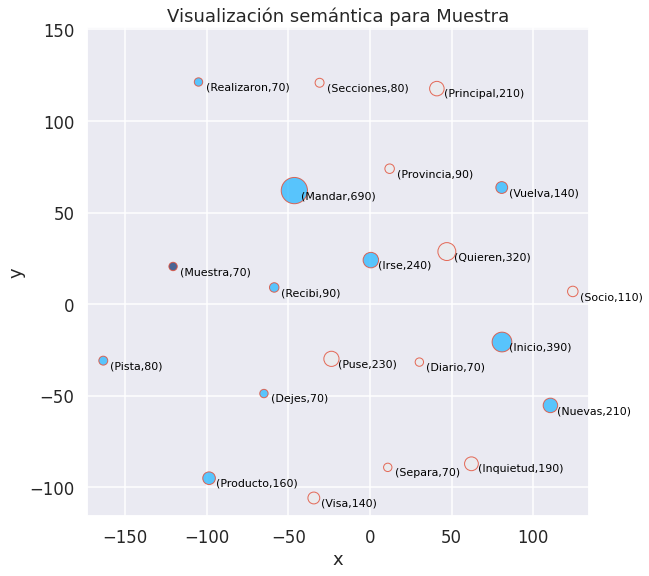 Visualización semántica para Muestra
150
100
50
0
−50
−100
y
(Realizaron,70)
(Secciones,80)
(Principal,210)
(Provincia,90)
(Mandar,690)
(Vuelva,140)
(Muestra,70)
(Irse,240)
(Quieren,320)
(Recibi,90)
(Socio,110)
(Inicio,390)
(Pista,80)
(Puse,230)
(Diario,70)
(Dejes,70)
(Nuevas,210)
(Producto,160)
(Separa,70)
(Inquietud,190)
(Visa,140)
−150
−100
−50
0
50
100
x